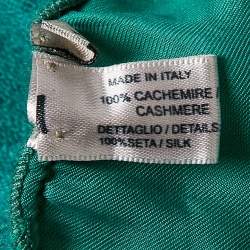 MADE IN ITALY
100% CACHEMIRE /
CASHMERE
DETTAGLIO / DETAILS:
100%SETA / SILK